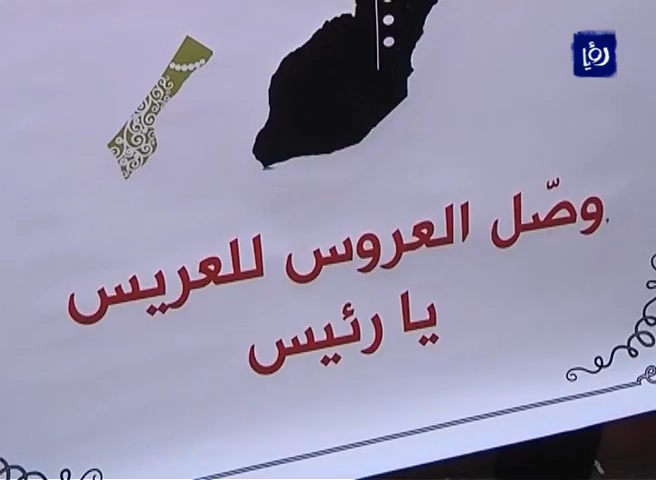 رؤيا
وصّل العروس للعريس
يا رئيس